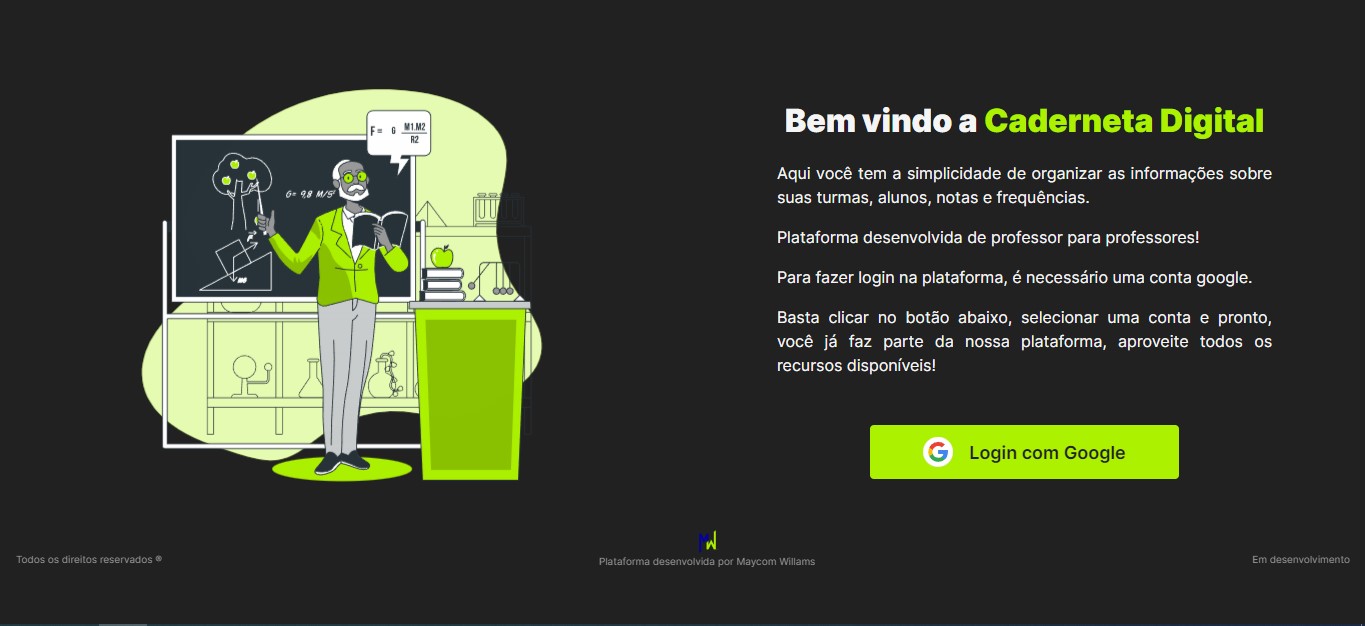 F = G M1.M2
R2
G= 9,8 M/S²
Bem vindo a Caderneta Digital
Aqui você tem a simplicidade de organizar as informações sobre
suas turmas, alunos, notas e frequências.
Plataforma desenvolvida de professor para professores!
Para fazer login na plataforma, é necessário uma conta google.
Basta clicar no botão abaixo, selecionar uma conta e pronto,
você já faz parte da nossa plataforma, aproveite todos os
recursos disponíveis!
Login com Google
Todos os direitos reservados ®
Plataforma desenvolvida por Maycom Willams
Em desenvolvimento